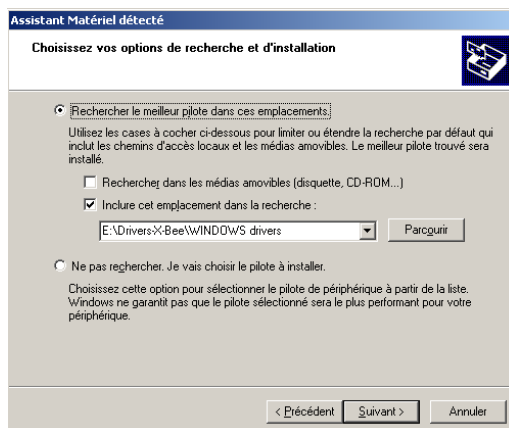 Assistant Matériel détecté
Choisissez vos options de recherche et d'installation
Rechercher le meilleur pilote dans ces emplacements.
Utilisez les cases à cocher ci-dessous pour limiter ou étendre la recherche par défaut qui
inclut les chemins d'accès locaux et les médias amovibles. Le meilleur pilote trouvé sera
installé.
Rechercher dans les médias amovibles (disquette, CD-ROM...)
Inclure cet emplacement dans la recherche :
E:\Drivers-X-Bee\WINDOWS drivers
Parcourir
Ne pas rechercher. Je vais choisir le pilote à installer.
Choisissez cette option pour sélectionner le pilote de périphérique à partir de la liste.
Windows ne garantit pas que le pilote sélectionné sera le plus performant pour votre
périphérique.
< Précédent
Suivant >
Annuler